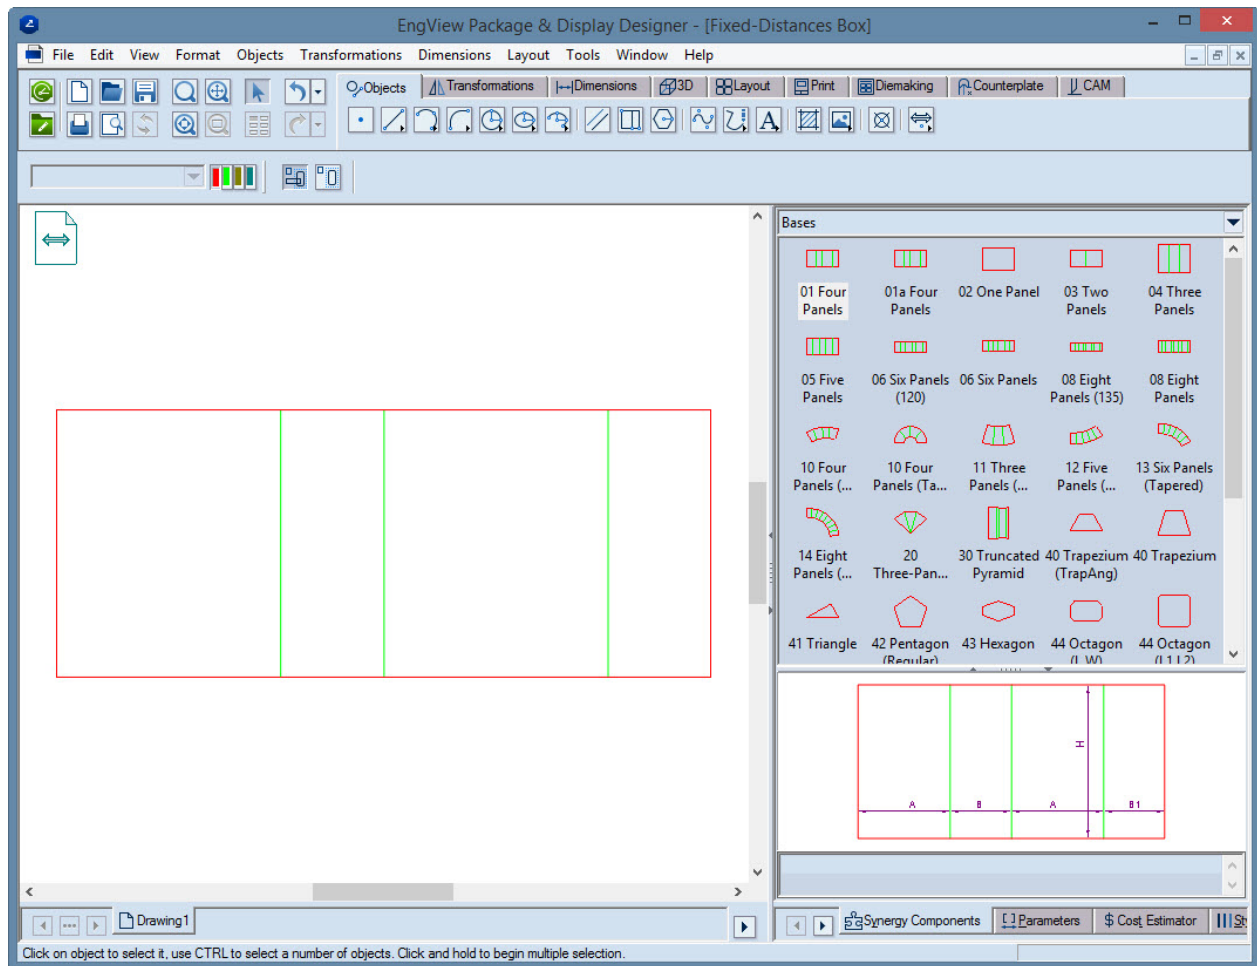 EngView Package & Display Designer - [Fixed-Distances Box]
File Edit View Format Objects Transformations Dimensions Layout Tools Window Help
Objects Transformations Dimensions 3D Layout Print Diemaking Counterplate CAM
A
Bases
01 Four 01a Four 02 One Panel 03 Two 04 Three
Panels Panels Panels Panels
05 Five 06 Six Panels 06 Six Panels 08 Eight 08 Eight
Panels (120) Panels (135) Panels
10 Four 10 Four 11 Three 12 Five 13 Six Panels
Panels (... Panels (Ta... Panels (... Panels (... (Tapered)
14 Eight 20 30 Truncated 40 Trapezium 40 Trapezium
Panels (... Three-Pan... Pyramid (TrapAng)
41 Triangle 42 Pentagon 43 Hexagon 44 Octagon 44 Octagon
(Regular) (L W) (L1 L2)
H
A B A B1
Drawing1
Synergy Components Parameters $ Cost Estimator
Click on object to select it, use CTRL to select a number of objects. Click and hold to begin multiple selection.